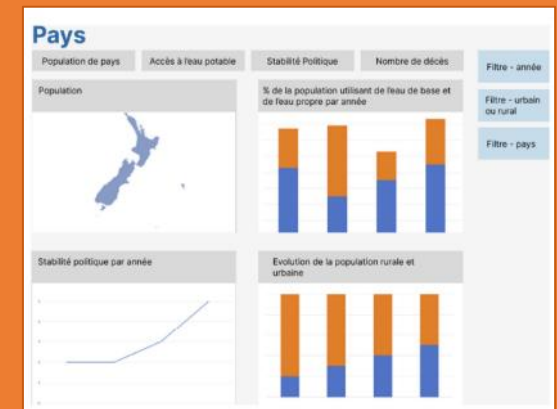 Pays
Population de pays
Accès à l'eau potable
Stabilité Politique
Nombre de décès
Filtre - année
Filtre - urbain
ou rural
Filtre - pays
Population
% de la population utilisant de l'eau de base et
de l'eau propre par année
Stabilité politique par année
Evolution de la population rurale et
urbaine